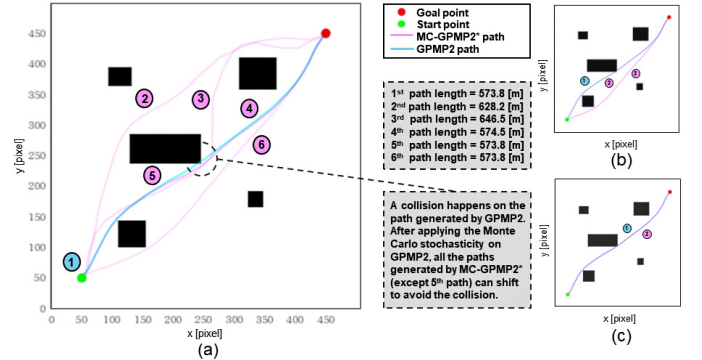 Goal point
Start point
MC-GPMP2* path
GPMP2 path
1st path length = 573.8 [m]
2nd path length = 628.2 [m]
3rd path length = 646.5 [m]
4th path length = 574.5 [m]
5th path length = 573.8 [m]
6th path length = 573.8 [m]
A collision happens on the
path generated by GPMP2.
After applying the Monte
Carlo stochasticity on
GPMP2, all the paths
generated by MC-GPMP2*
(except 5th path) can shift
to avoid the collision.
y [pixel]
450
400
350
300
250
200
150
100
50
0
0 50 100 150 200 250 300 350 400 450
x [pixel]
(a)
1
2
3
4
5
6
y [pixel]
1
2
3
x [pixel]
(b)
y [pixel]
1
2
x [pixel]
(c)